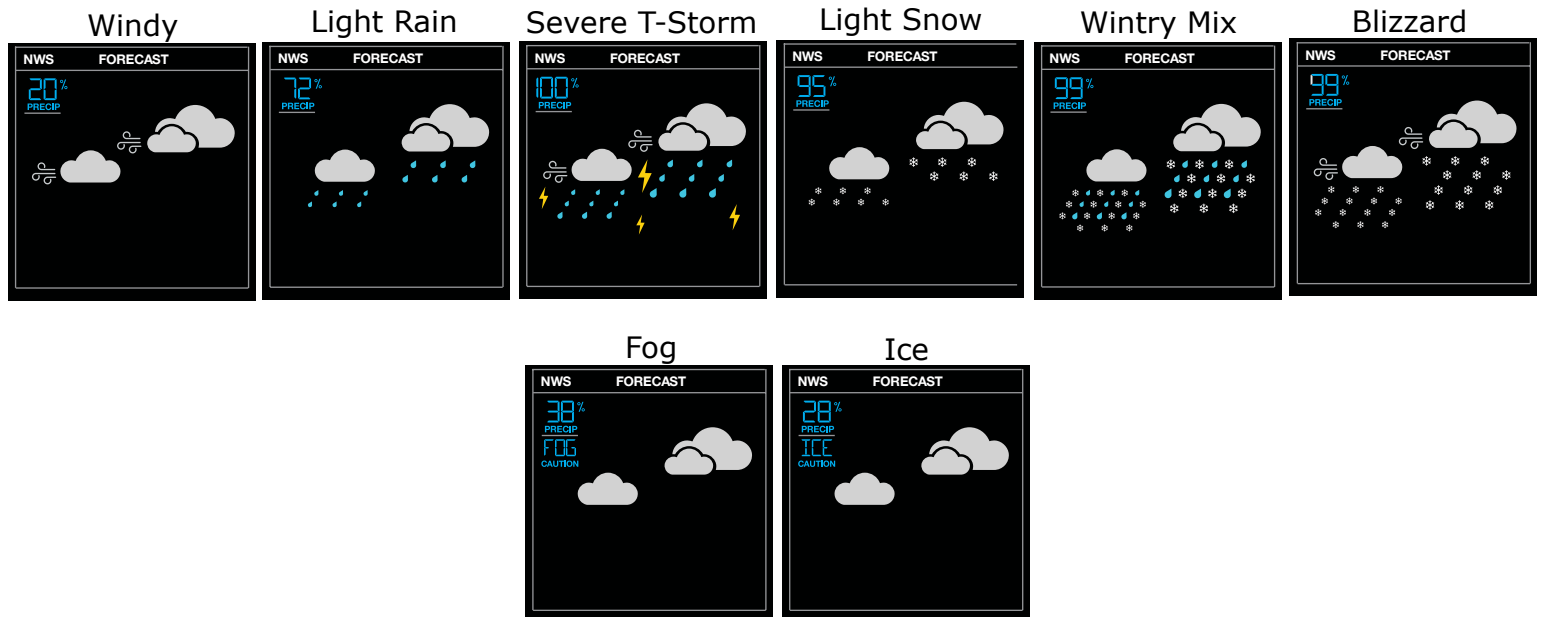 Windy
NWS FORECAST
20%
PRECIP
Light Rain
NWS FORECAST
72%
PRECIP
Severe T-Storm
NWS FORECAST
100%
PRECIP
Light Snow
NWS FORECAST
95%
PRECIP
Wintry Mix
NWS FORECAST
99%
PRECIP
Blizzard
NWS FORECAST
199%
PRECIP
Fog
NWS FORECAST
38%
PRECIP
FOG
CAUTION
Ice
NWS FORECAST
28%
PRECIP
ICE
CAUTION